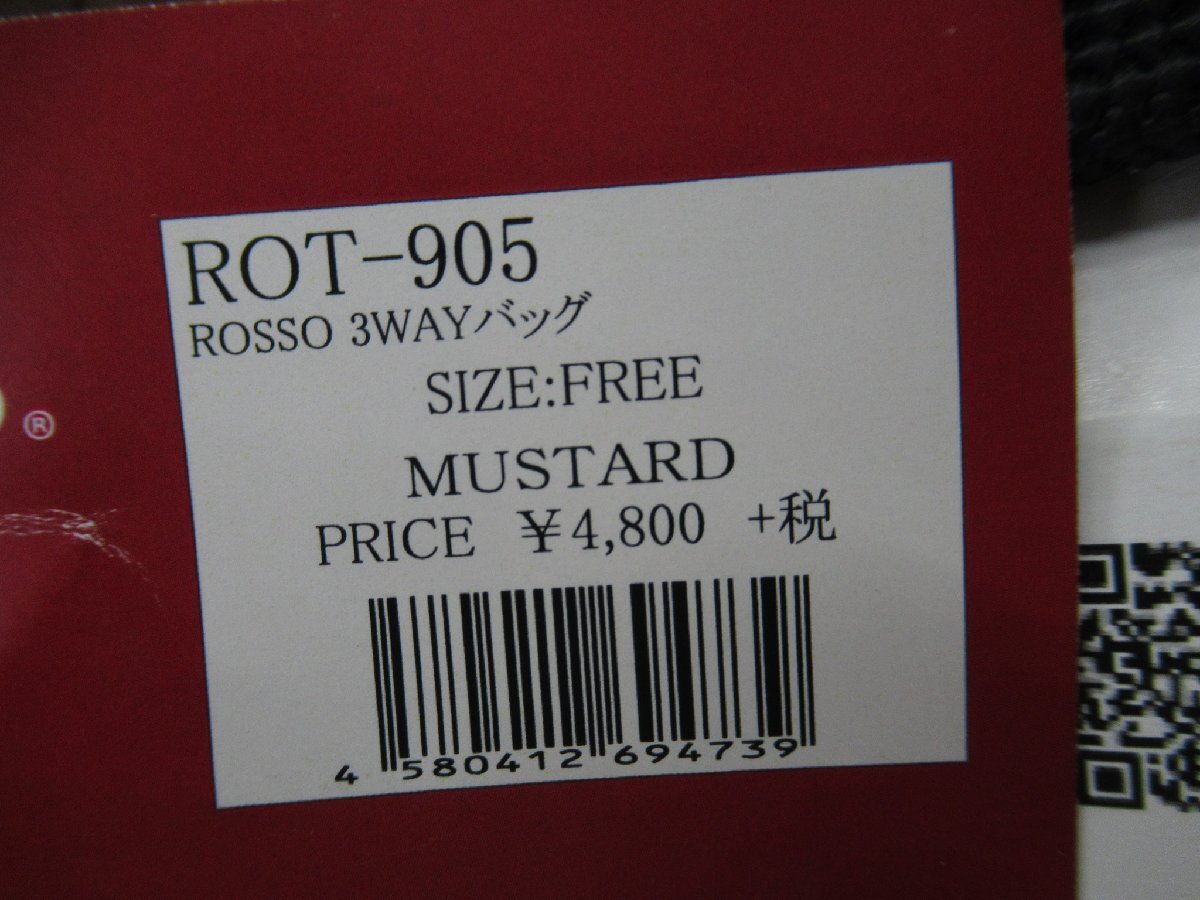 ROT-905
ROSSO 3WAYバッグ
SIZE:FREE
MUSTARD
PRICE ¥4,800 +税
4 580412 694739
®